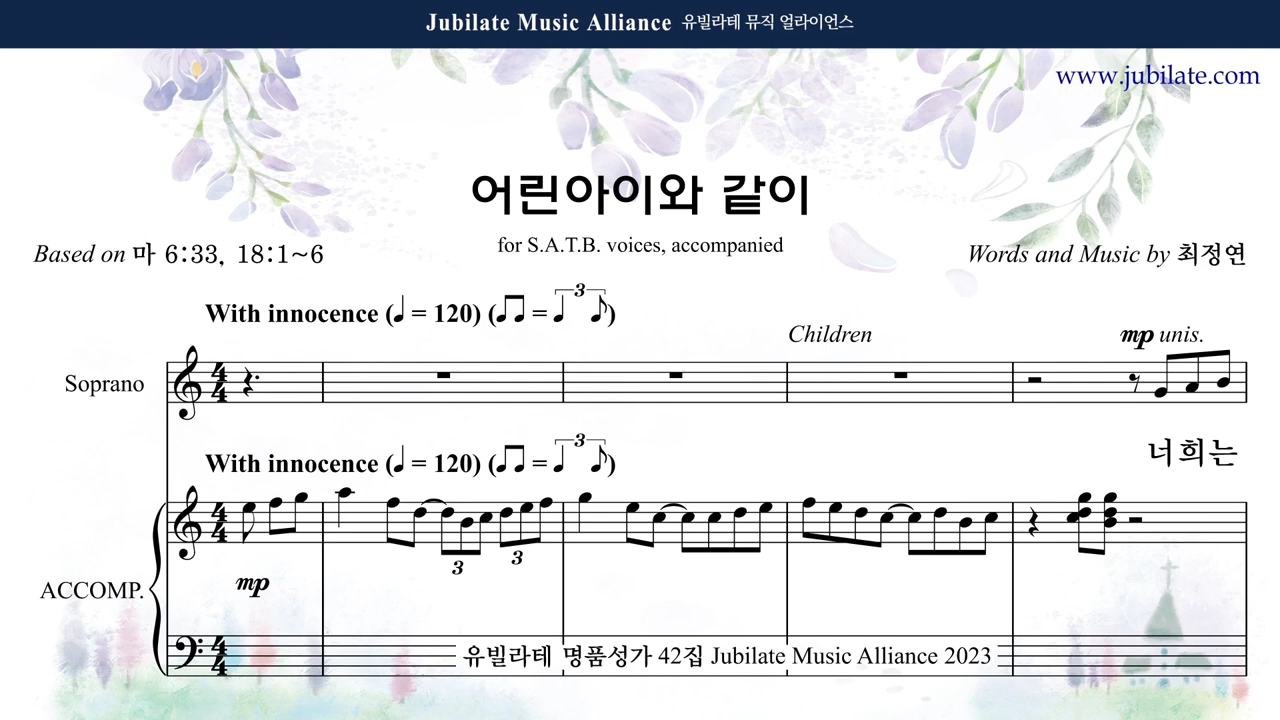 Jubilate Music Alliance 유빌라테 뮤직 얼라이언스
www.jubilate.com
어린아이와 같이
for S.A.T.B. voices, accompanied
Based on 마 6:33, 18:1~6
Words and Music by 최정연
With innocence (♩ = 120) (♫ = 3 ♩ ♪)
Children
mp unis.
Soprano
너희는
With innocence (♩ = 120) (♫ = 3 ♩ ♪)
3 3
mp
ACCOMP.
유빌라테 명품성가 42집 Jubilate Music Alliance 2023